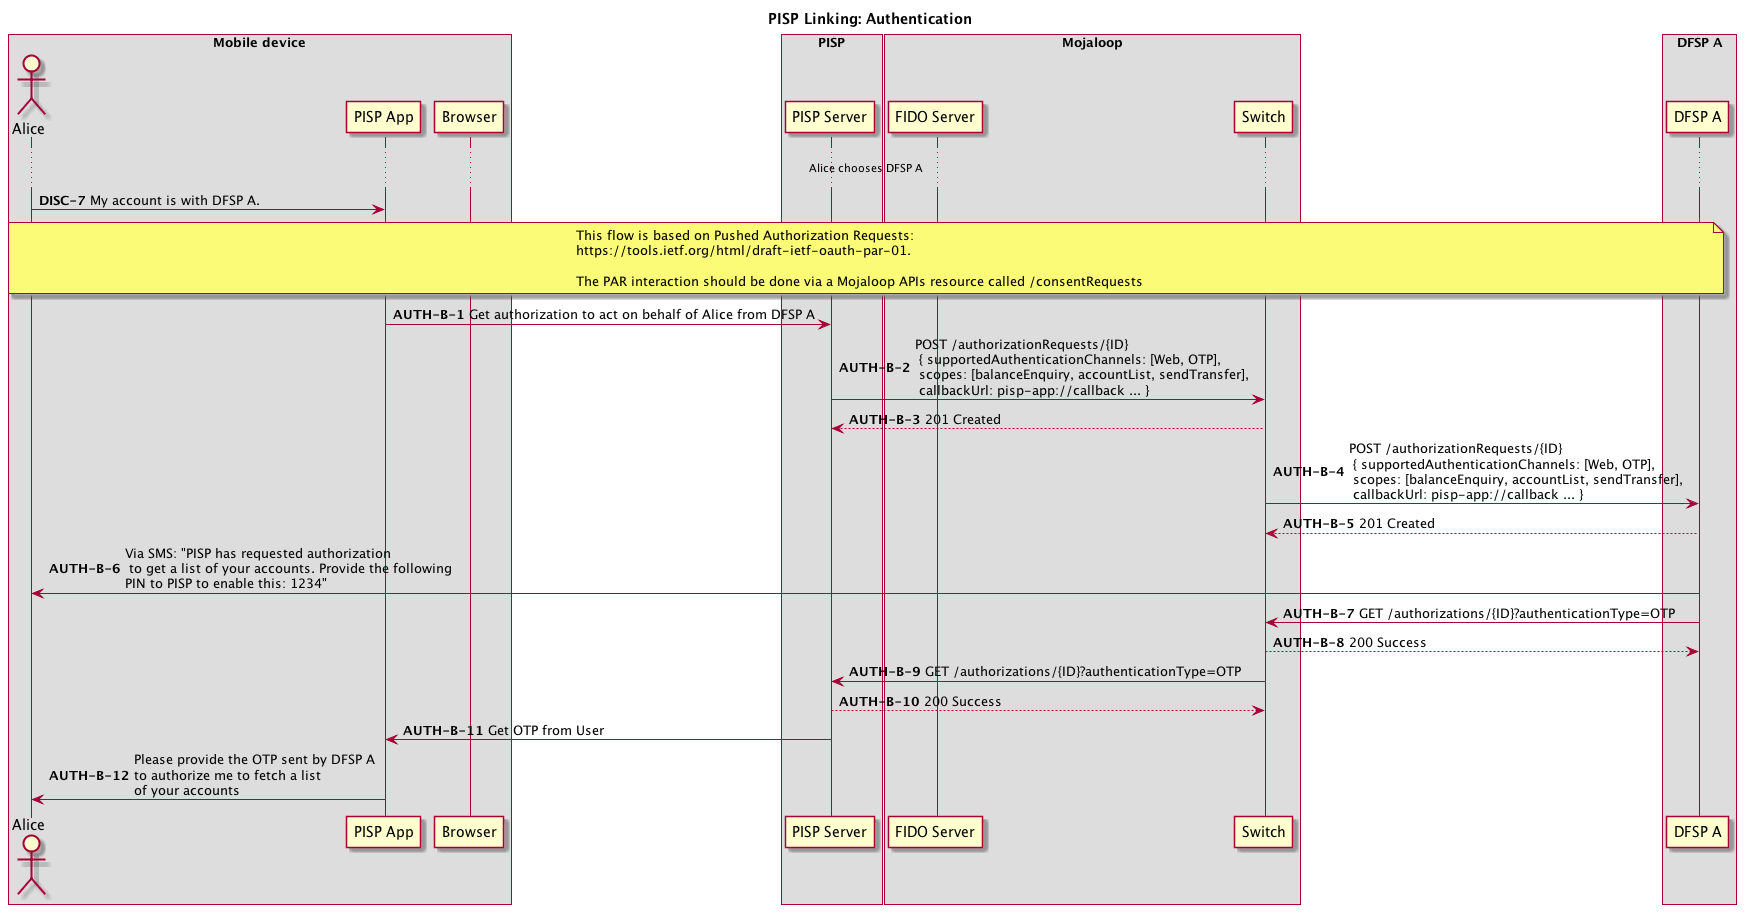 PISP Linking: Authentication
Mobile device
PISP
Mojaloop
DFSP A
Alice
PISP App
Browser
PISP Server
FIDO Server
Switch
DFSP A
Alice chooses DFSP A
DISC-7 My account is with DFSP A.
This flow is based on Pushed Authorization Requests:
https://tools.ietf.org/html/draft-ietf-oauth-par-01.
The PAR interaction should be done via a Mojaloop APIs resource called /consentRequests
AUTH-B-1 Get authorization to act on behalf of Alice from DFSP A
POST /authorizationRequests/{ID}
AUTH-B-2 { supportedAuthenticationChannels: [Web, OTP],
scopes: [balanceEnquiry, accountList, sendTransfer],
callbackUrl: pisp-app://callback ... }
AUTH-B-3 201 Created
POST /authorizationRequests/{ID}
AUTH-B-4 { supportedAuthenticationChannels: [Web, OTP],
scopes: [balanceEnquiry, accountList, sendTransfer],
callbackUrl: pisp-app://callback ... }
AUTH-B-5 201 Created
Via SMS: "PISP has requested authorization
AUTH-B-6 to get a list of your accounts. Provide the following
PIN to PISP to enable this: 1234"
AUTH-B-7 GET /authorizations/{ID}?authenticationType=OTP
AUTH-B-8 200 Success
AUTH-B-9 GET /authorizations/{ID}?authenticationType=OTP
AUTH-B-10 200 Success
AUTH-B-11 Get OTP from User
Please provide the OTP sent by DFSP A
AUTH-B-12 to authorize me to fetch a list
of your accounts
Alice
PISP App
Browser
PISP Server
FIDO Server
Switch
DFSP A